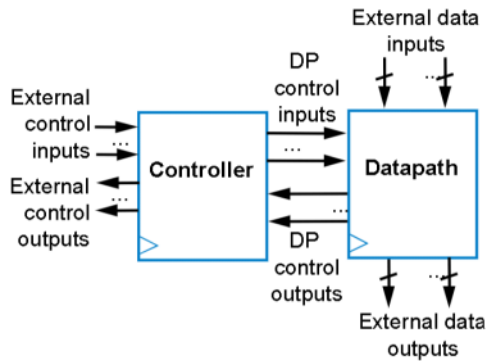 External data
inputs
DP
control
inputs
External
control
inputs
...
External
control
outputs
...
Controller
...
Datapath
...
DP
control
outputs
...
External data
outputs
...